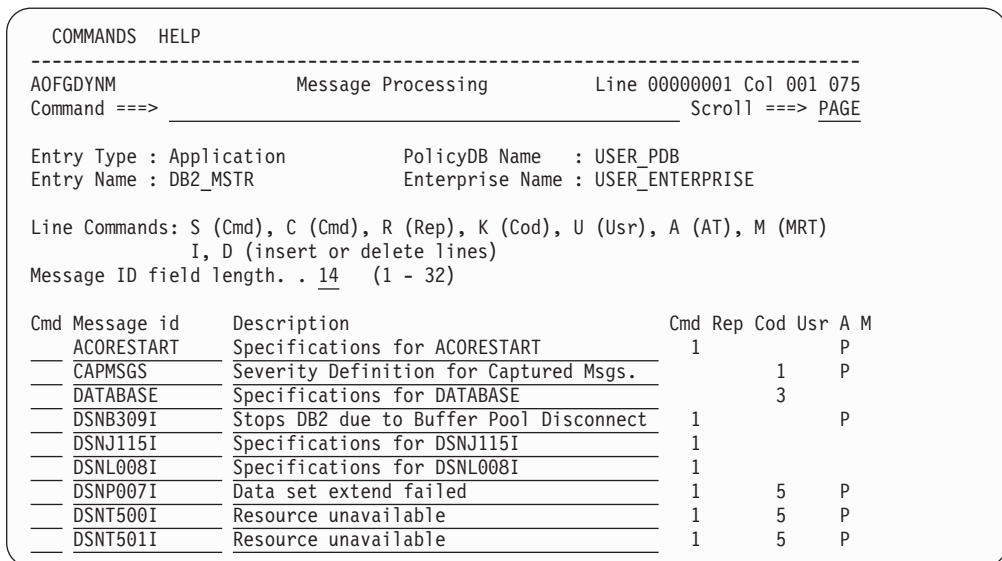 COMMANDS  HELP
------------------------------------------------------------------------------
AOFGDYNM                 Message Processing          Line 00000001 Col 001 075
Command ===>                                                  Scroll ===> PAGE
Entry Type : Application           PolicyDB Name   : USER_PDB
Entry Name : DB2_MSTR              Enterprise Name : USER_ENTERPRISE
Line Commands: S (Cmd), C (Cmd), R (Rep), K (Cod), U (Usr), A (AT), M (MRT)
I, D (insert or delete lines)
Message ID field length. . 14   (1 - 32)
Cmd Message id     Description                              Cmd Rep Cod Usr A M
ACORESTART     Specifications for ACORESTART              1             P
CAPMSGS        Severity Definition for Captured Msgs.             1     P
DATABASE       Specifications for DATABASE                        3
DSNB309I       Stops DB2 due to Buffer Pool Disconnect    1             P
DSNJ115I       Specifications for DSNJ115I                1
DSNL008I       Specifications for DSNL008I                1
DSNP007I       Data set extend failed                     1       5     P
DSNT500I       Resource unavailable                       1       5     P
DSNT501I       Resource unavailable                       1       5     P